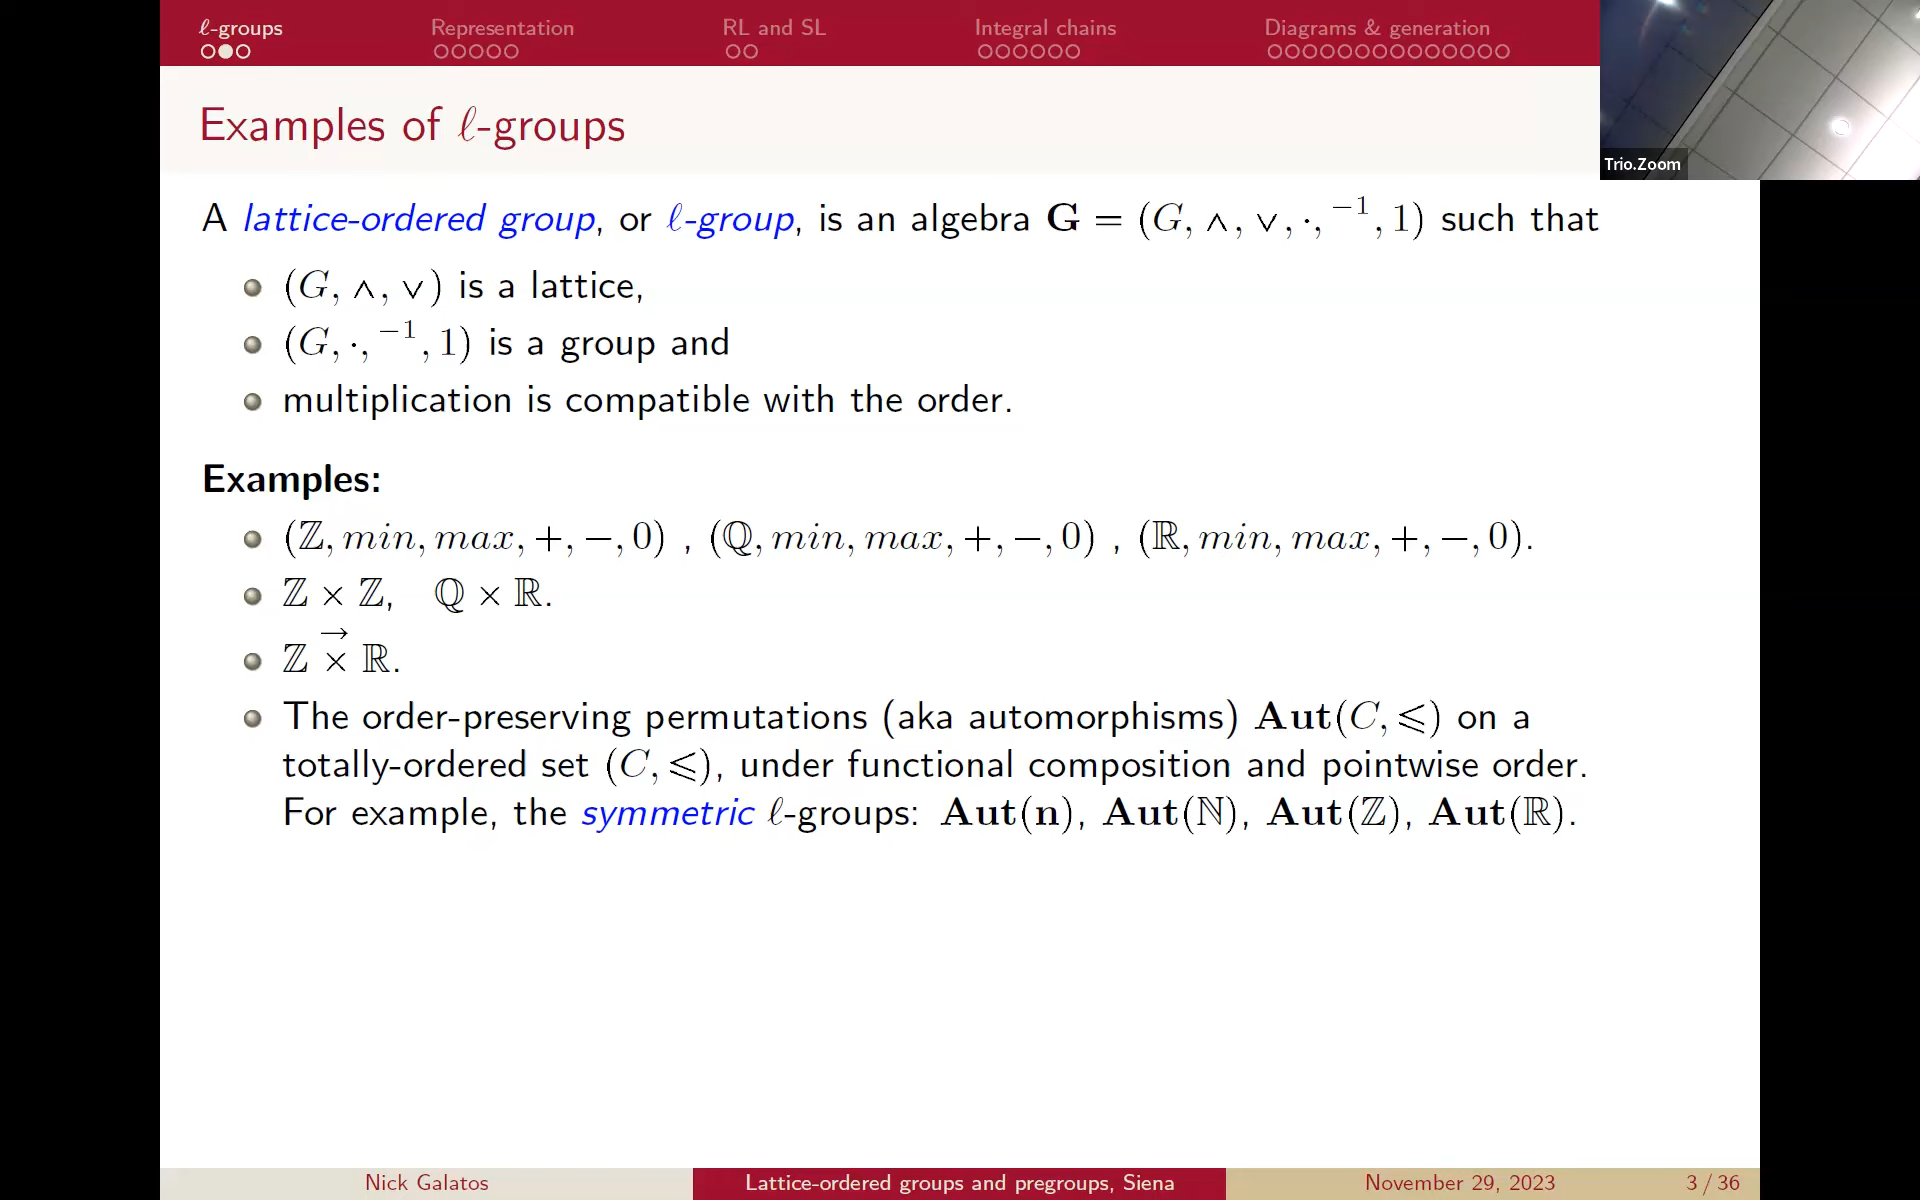 ℓ-groups Representation RL and SL Integral chains Diagrams & generation
Trio.Zoom
Examples of ℓ-groups
A lattice-ordered group, or ℓ-group, is an algebra G = (G, ∧, ∨, ·, ⁻¹, 1) such that
(G, ∧, ∨) is a lattice,
(G, ·, ⁻¹, 1) is a group and
multiplication is compatible with the order.
Examples:
(ℤ, min, max, +, −, 0) , (ℚ, min, max, +, −, 0) , (ℝ, min, max, +, −, 0).
ℤ × ℤ, ℚ × ℝ.
ℤ ×⃗ ℝ.
The order-preserving permutations (aka automorphisms) Aut(C, ⩽) on a
totally-ordered set (C, ⩽), under functional composition and pointwise order.
For example, the symmetric ℓ-groups: Aut(n), Aut(ℕ), Aut(ℤ), Aut(ℝ).
Nick Galatos Lattice-ordered groups and pregroups, Siena November 29, 2023 3 / 36